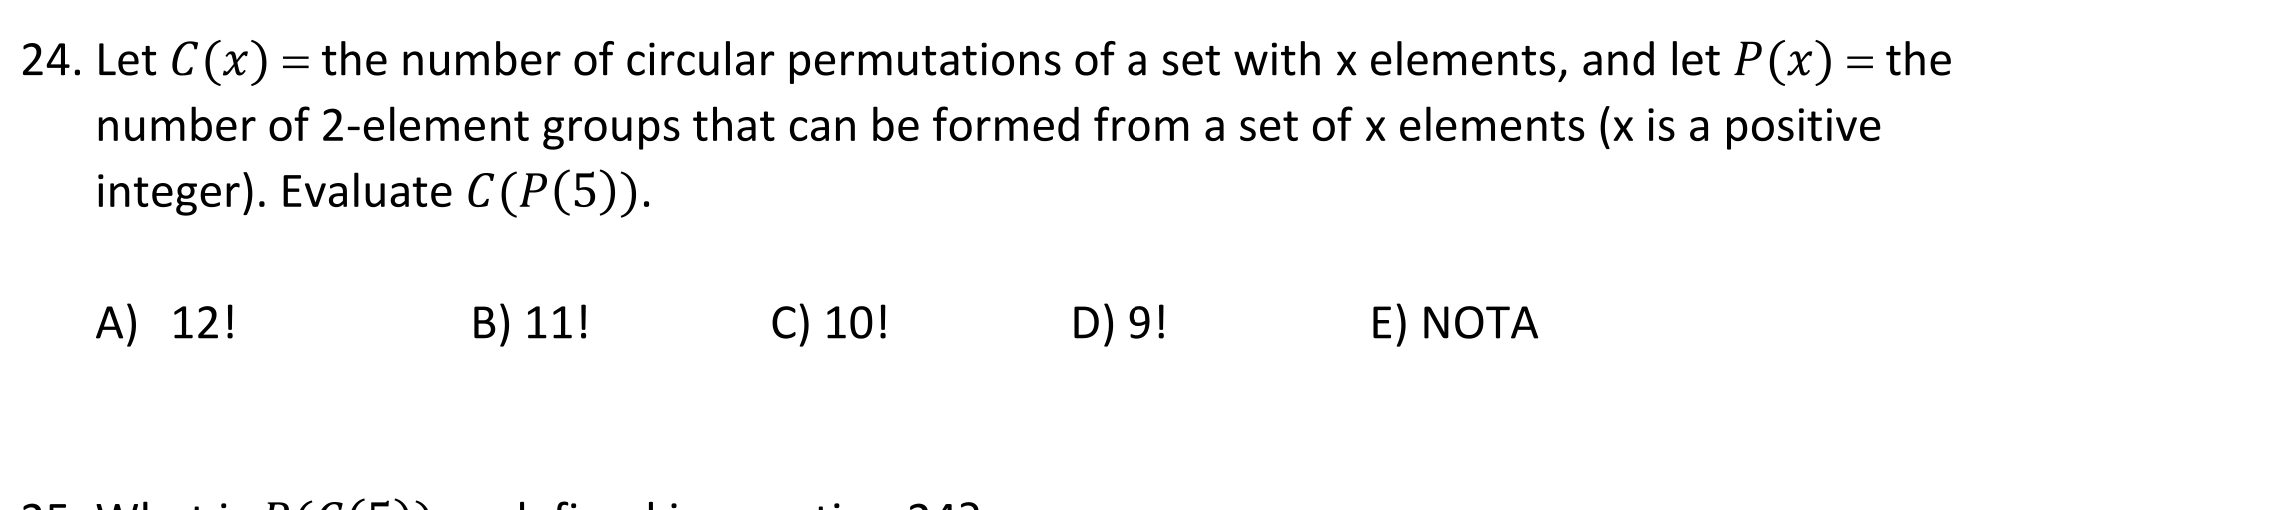 24. Let C(x) = the number of circular permutations of a set with x elements, and let P(x) = the
number of 2-element groups that can be formed from a set of x elements (x is a positive
integer). Evaluate C(P(5)).
A) 12! B) 11! C) 10! D) 9! E) NOTA